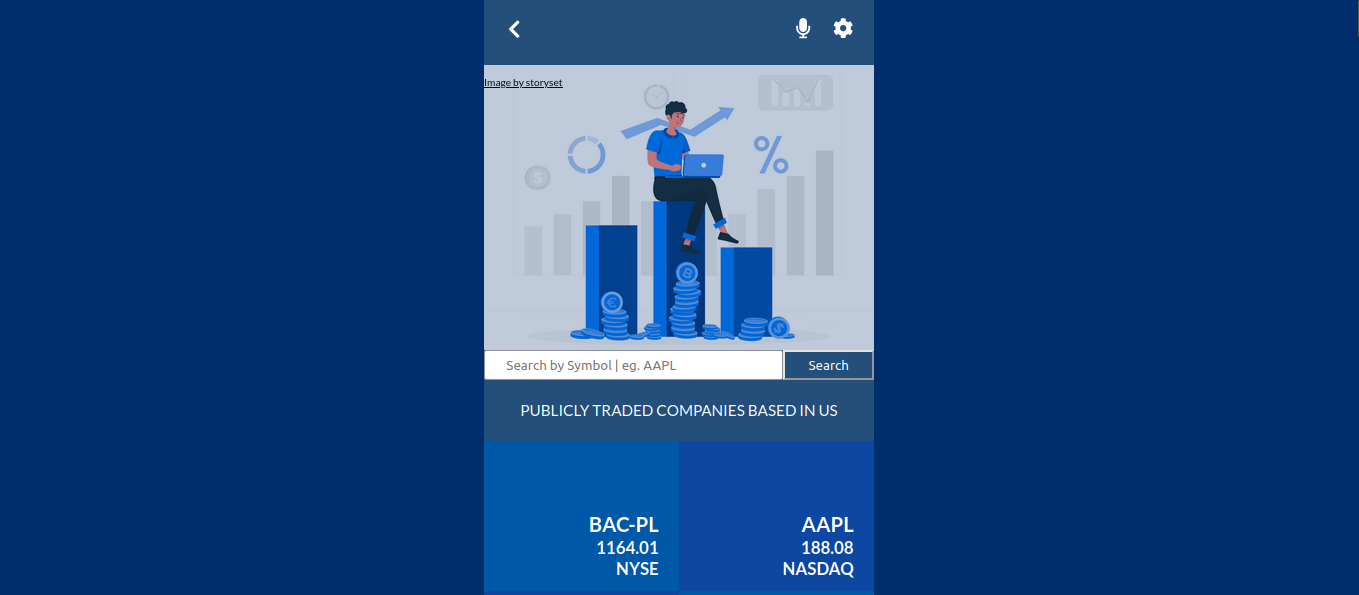 Image by storyset
Search by Symbol | eg. AAPL
Search
PUBLICLY TRADED COMPANIES BASED IN US
BAC-PL
1164.01
NYSE
AAPL
188.08
NASDAQ